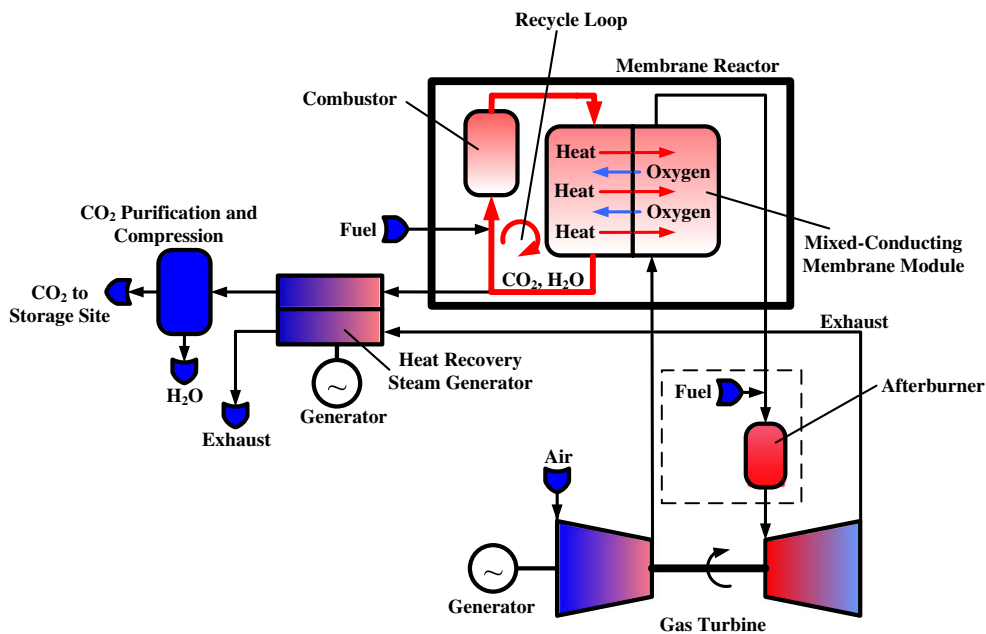 Recycle Loop
Membrane Reactor
Combustor
Heat
Oxygen
Heat
Oxygen
Heat
CO₂ Purification and
Compression
Fuel
Mixed-Conducting
Membrane Module
CO₂, H₂O
CO₂ to
Storage Site
Exhaust
Heat Recovery
Steam Generator
H₂O
Generator
Exhaust
Fuel
Afterburner
Air
~
~
Generator
Gas Turbine